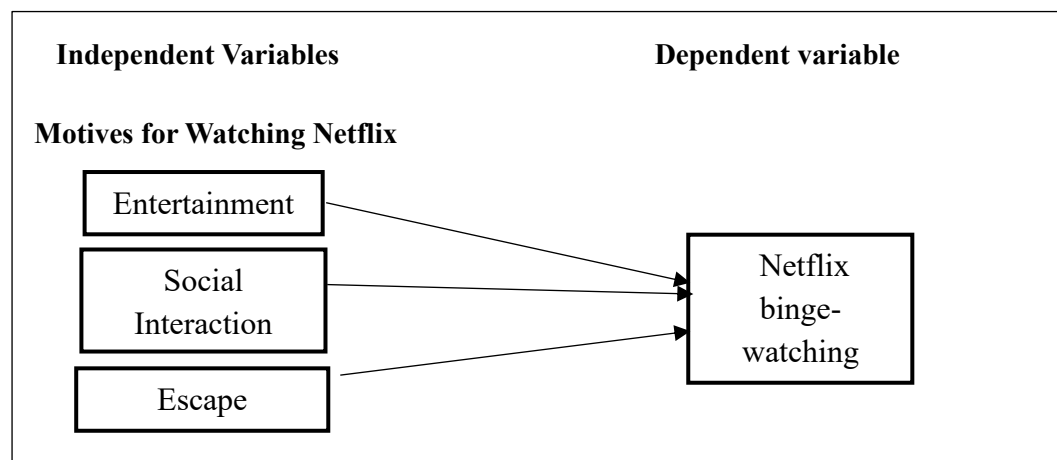 Independent Variables
Dependent variable
Motives for Watching Netflix
Entertainment
Social
Interaction
Escape
Netflix
binge-
watching